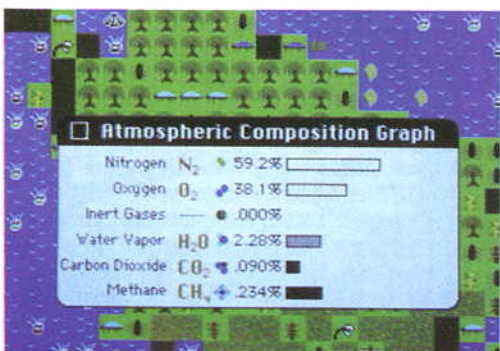 Atmospheric Composition Graph
Nitrogen N₂ 59.2%
Oxygen O₂ 38.1%
Inert Gases .000%
Water Vapor H₂O 2.28%
Carbon Dioxide CO₂ .090%
Methane CH₄ .234%